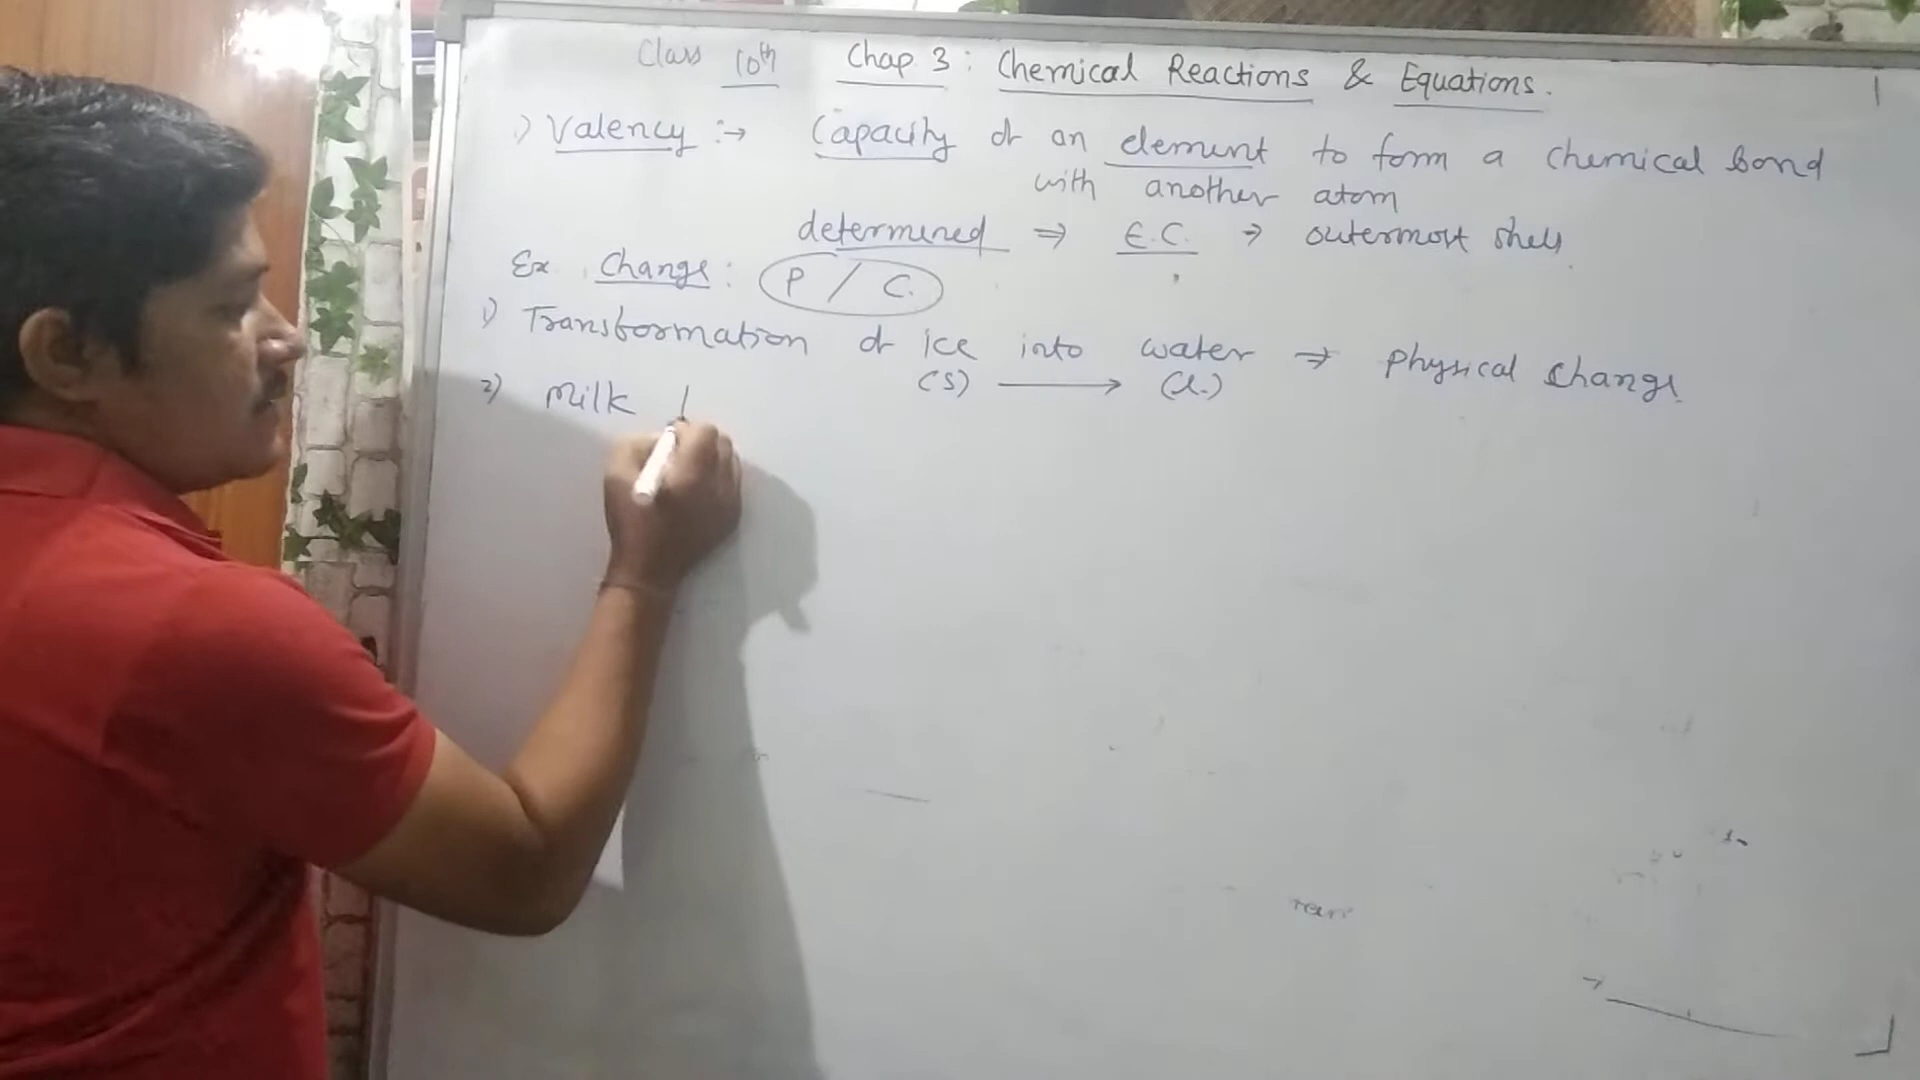 Class 10th Chap 3 : Chemical Reactions & Equations. 1
1) Valency :→ Capacity of an element to form a chemical bond
with another atom
determined ⇒ E.C. → outermost shell
Ex. Change : P / C.
1) Transformation of ice into water ⇒ physical change
(S) ⟶ (l.)
2) Milk